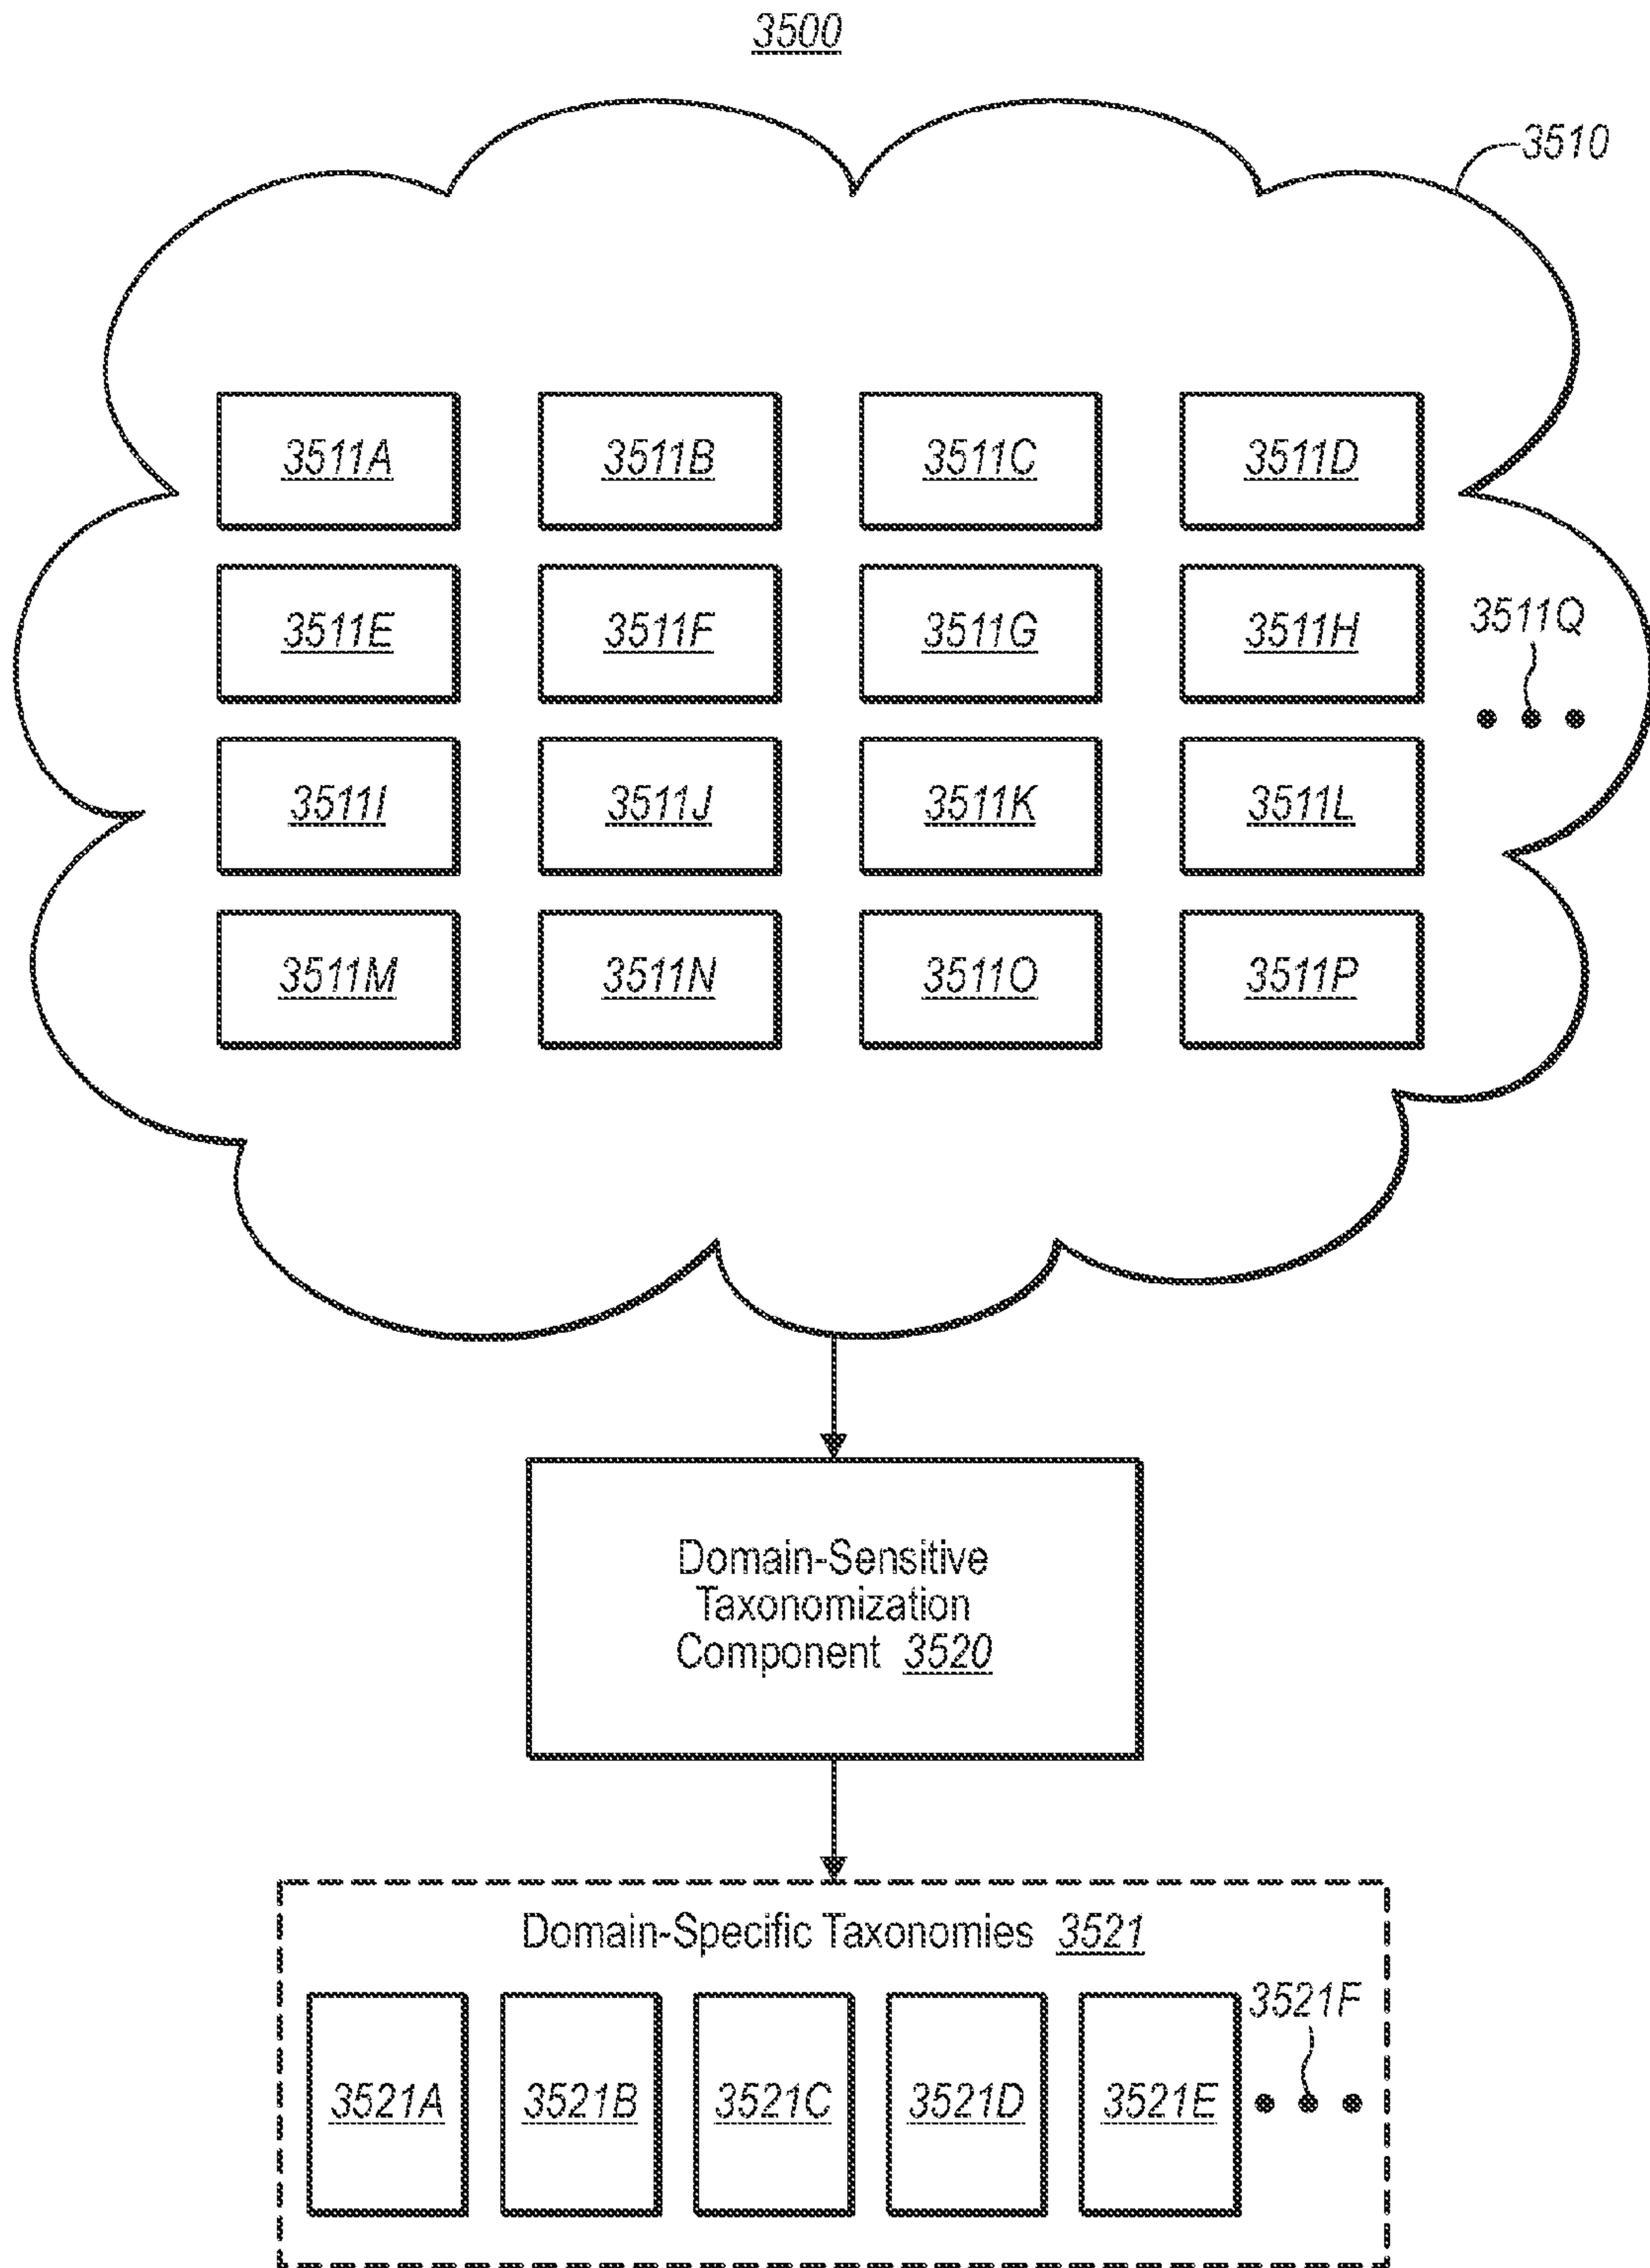 3500
3510
3511A 3511B 3511C 3511D
3511E 3511F 3511G 3511H
3511Q
3511I 3511J 3511K 3511L
3511M 3511N 3511O 3511P
Domain-Sensitive
Taxonomization
Component 3520
Domain-Specific Taxonomies 3521
3521F
3521A 3521B 3521C 3521D 3521E